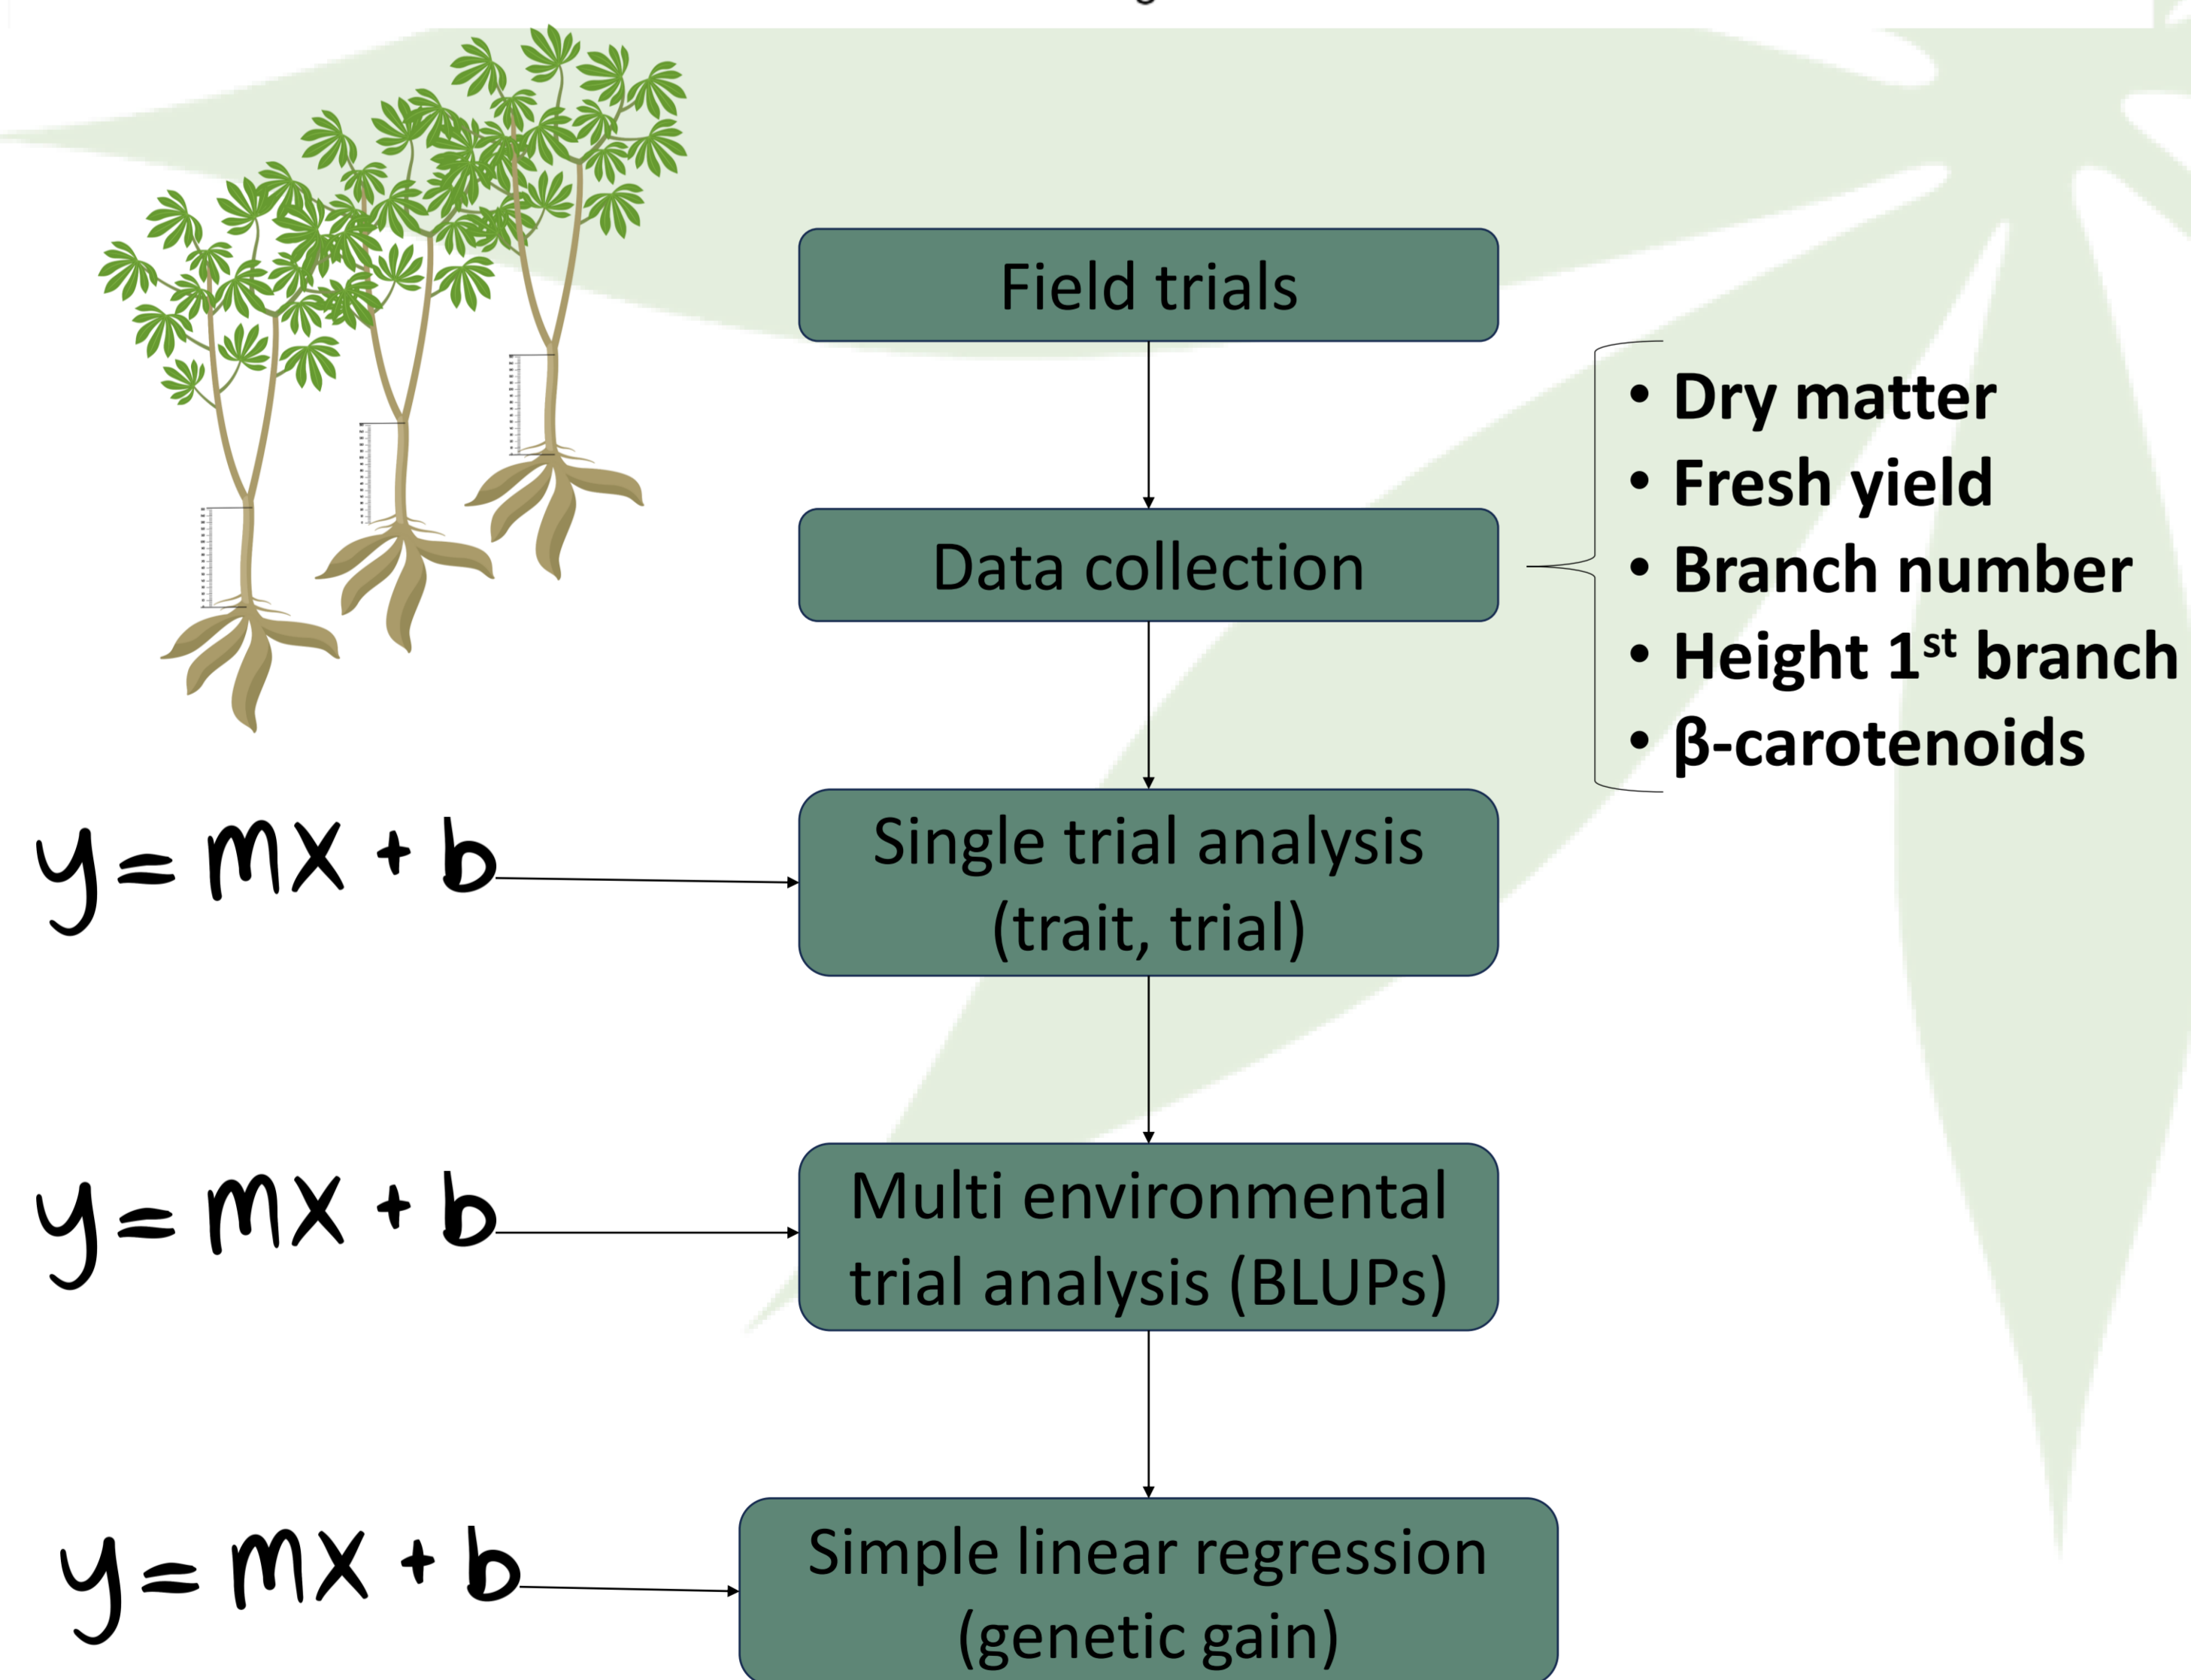 Field trials
Data collection
• Dry matter
• Fresh yield
• Branch number
• Height 1st branch
• β-carotenoids
y = mx + b
Single trial analysis
(trait, trial)
y = mx + b
Multi environmental
trial analysis (BLUPs)
y = mx + b
Simple linear regression
(genetic gain)